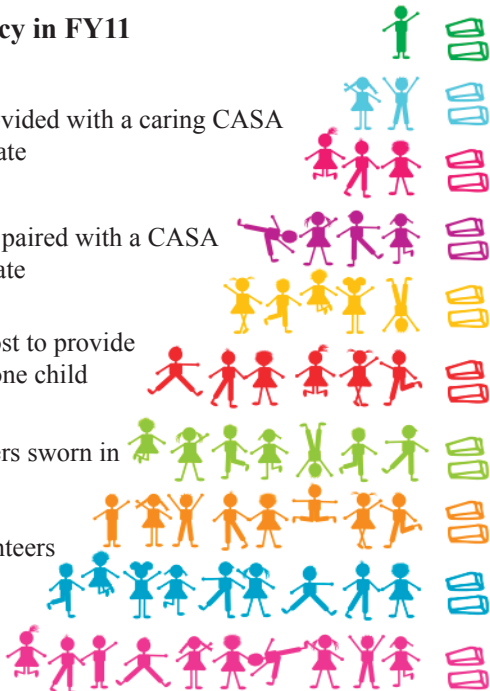 cy in FY11
vided with a caring CASA
ate
paired with a CASA
ate
ost to provide
one child
ers sworn in
nteers